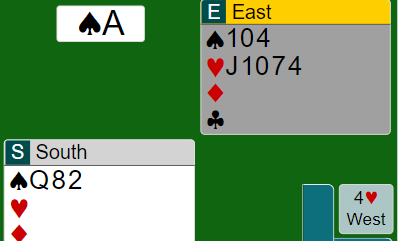 ♠A
E East
♠104
♥J1074
♦
♣
S South
♠Q82
♥
♦
4♥
West